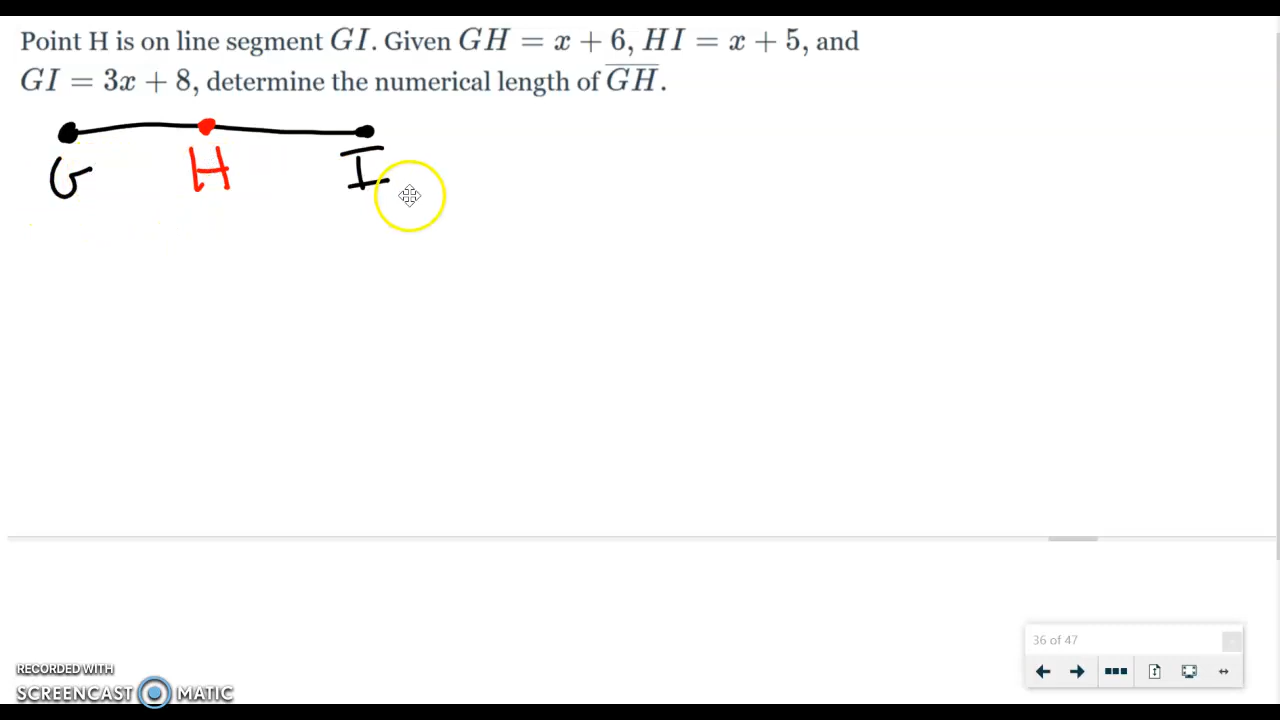 Point H is on line segment GI. Given GH = x + 6, HI = x + 5, and
GI = 3x + 8, determine the numerical length of \overline{GH}.
G H I
36 of 47
RECORDED WITH
SCREENCAST MATIC